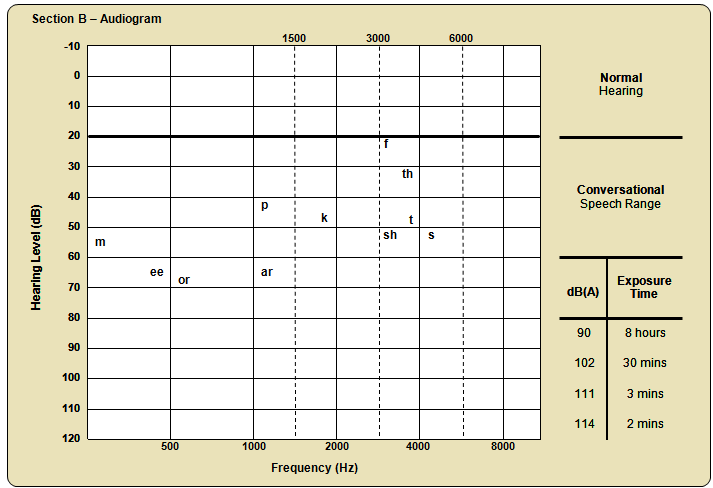 Section B – Audiogram
1500 3000 6000
-10
0
10
20
30
40
50
60
70
80
90
100
110
120
Hearing Level (dB)
f
th
p
k
t
m
sh
s
ee
or
ar
500 1000 2000 4000 8000
Frequency (Hz)
Normal
Hearing
Conversational
Speech Range
dB(A) Exposure
Time
90 8 hours
102 30 mins
111 3 mins
114 2 mins